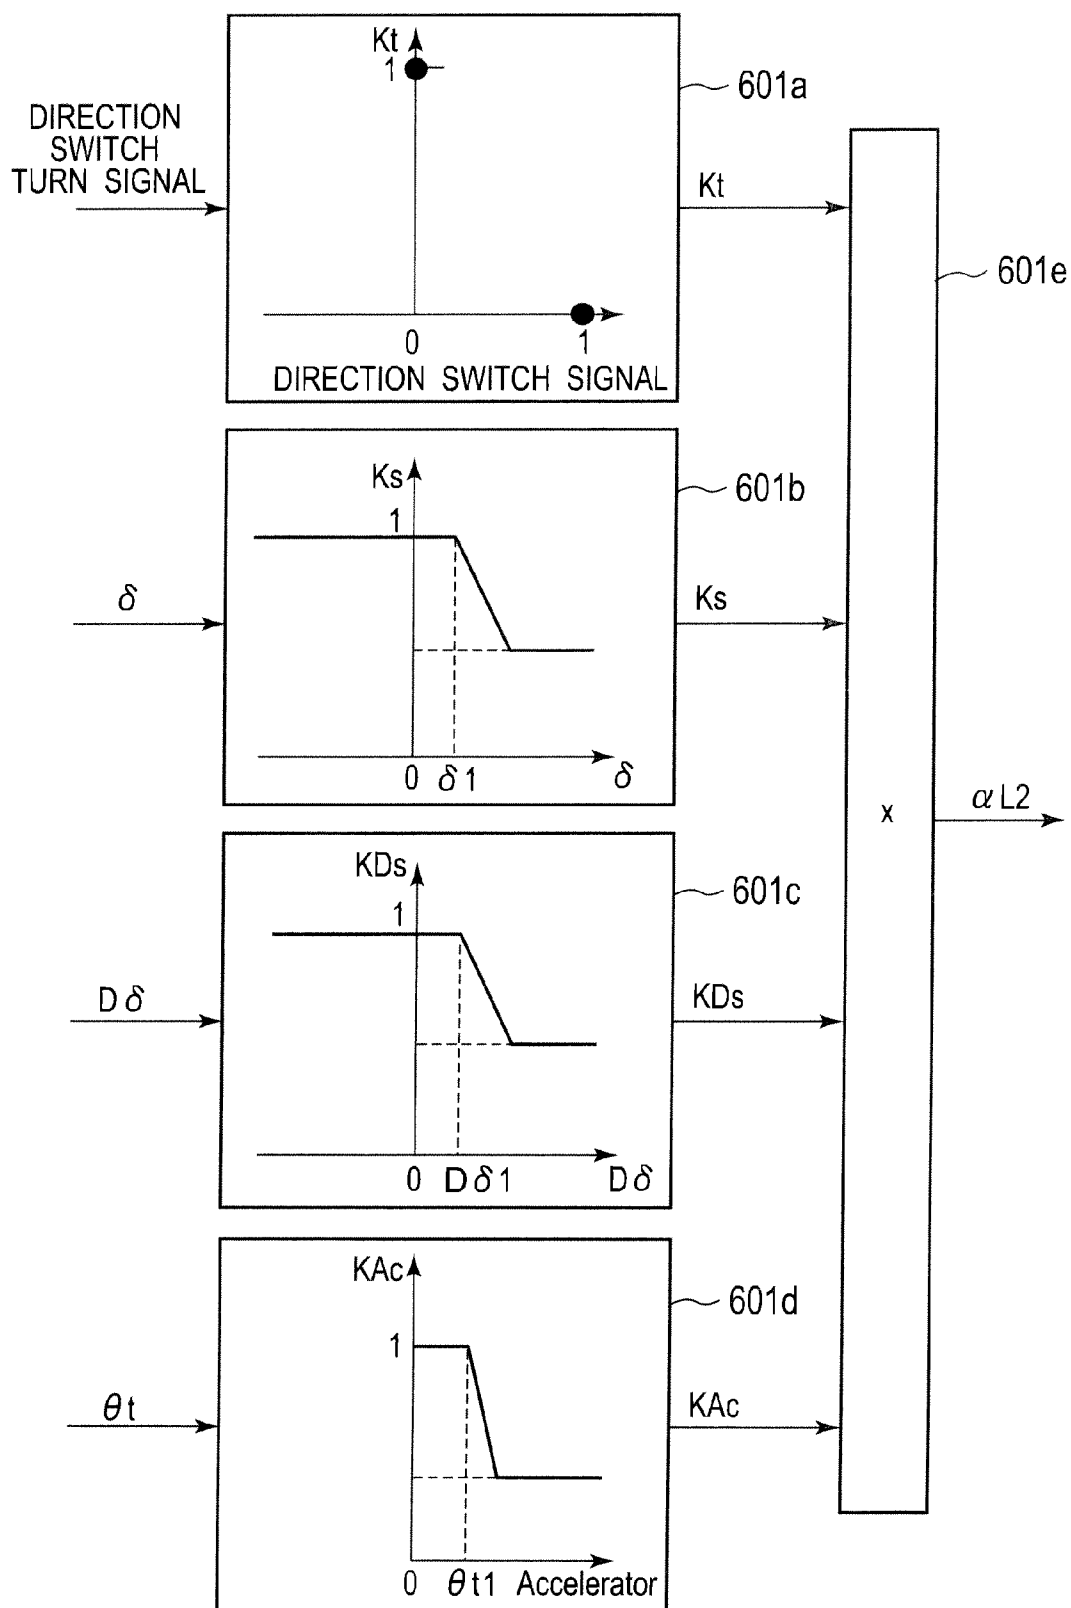 Kt
1
601a
DIRECTION
SWITCH
TURN SIGNAL
Kt
601e
0
1
DIRECTION SWITCH SIGNAL
Ks
601b
1
δ
Ks
0
δ1
δ
x
αL2
KDs
601c
1
Dδ
KDs
0
Dδ1
Dδ
KAc
601d
1
θt
KAc
0
θt1
Accelerator